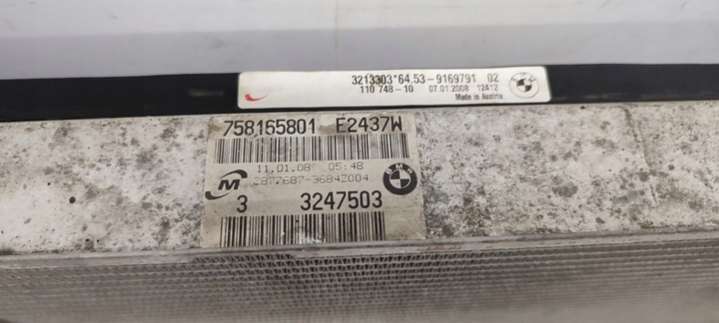 3213303*64.53-9169791 02
110 748-10 07.01.2008 12A12
Made in Austria
758165801 E2437W
11.01.08 05:48
3 3247503